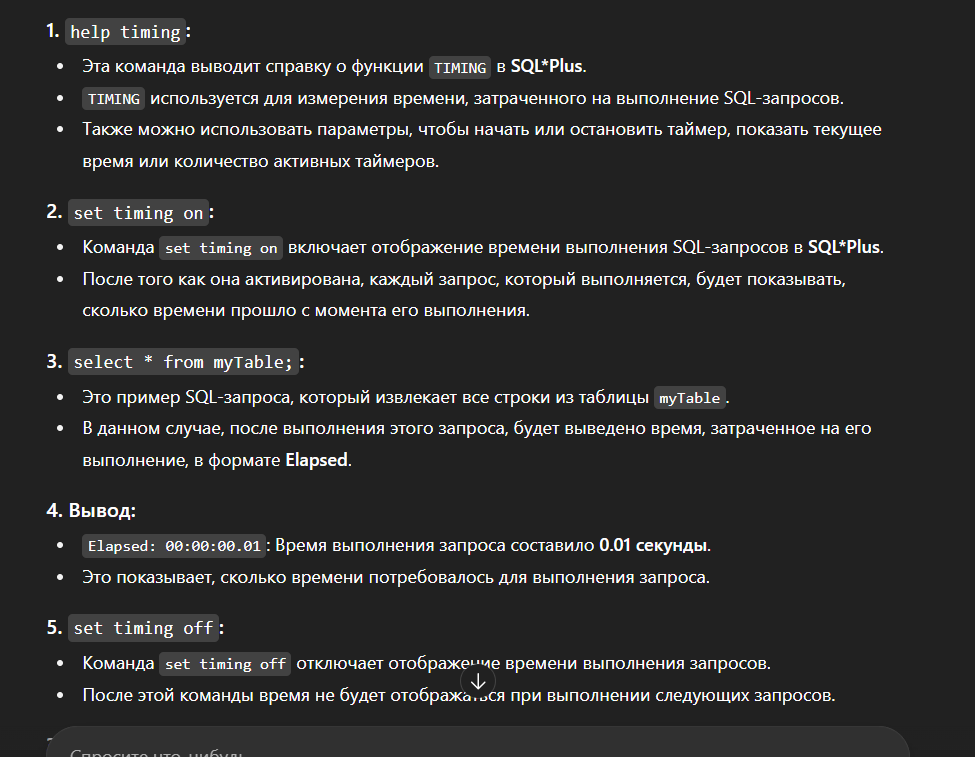 1. help timing:
• Эта команда выводит справку о функции TIMING в SQL*Plus.
• TIMING используется для измерения времени, затраченного на выполнение SQL-запросов.
• Также можно использовать параметры, чтобы начать или остановить таймер, показать текущее
время или количество активных таймеров.
2. set timing on:
• Команда set timing on включает отображение времени выполнения SQL-запросов в SQL*Plus.
• После того как она активирована, каждый запрос, который выполняется, будет показывать,
сколько времени прошло с момента его выполнения.
3. select * from myTable;:
• Это пример SQL-запроса, который извлекает все строки из таблицы myTable.
• В данном случае, после выполнения этого запроса, будет выведено время, затраченное на его
выполнение, в формате Elapsed.
4. Вывод:
• Elapsed: 00:00:00.01: Время выполнения запроса составило 0.01 секунды.
• Это показывает, сколько времени потребовалось для выполнения запроса.
5. set timing off:
• Команда set timing off отключает отображение времени выполнения запросов.
• После этой команды время не будет отображаться при выполнении следующих запросов.
Спросите что-нибудь